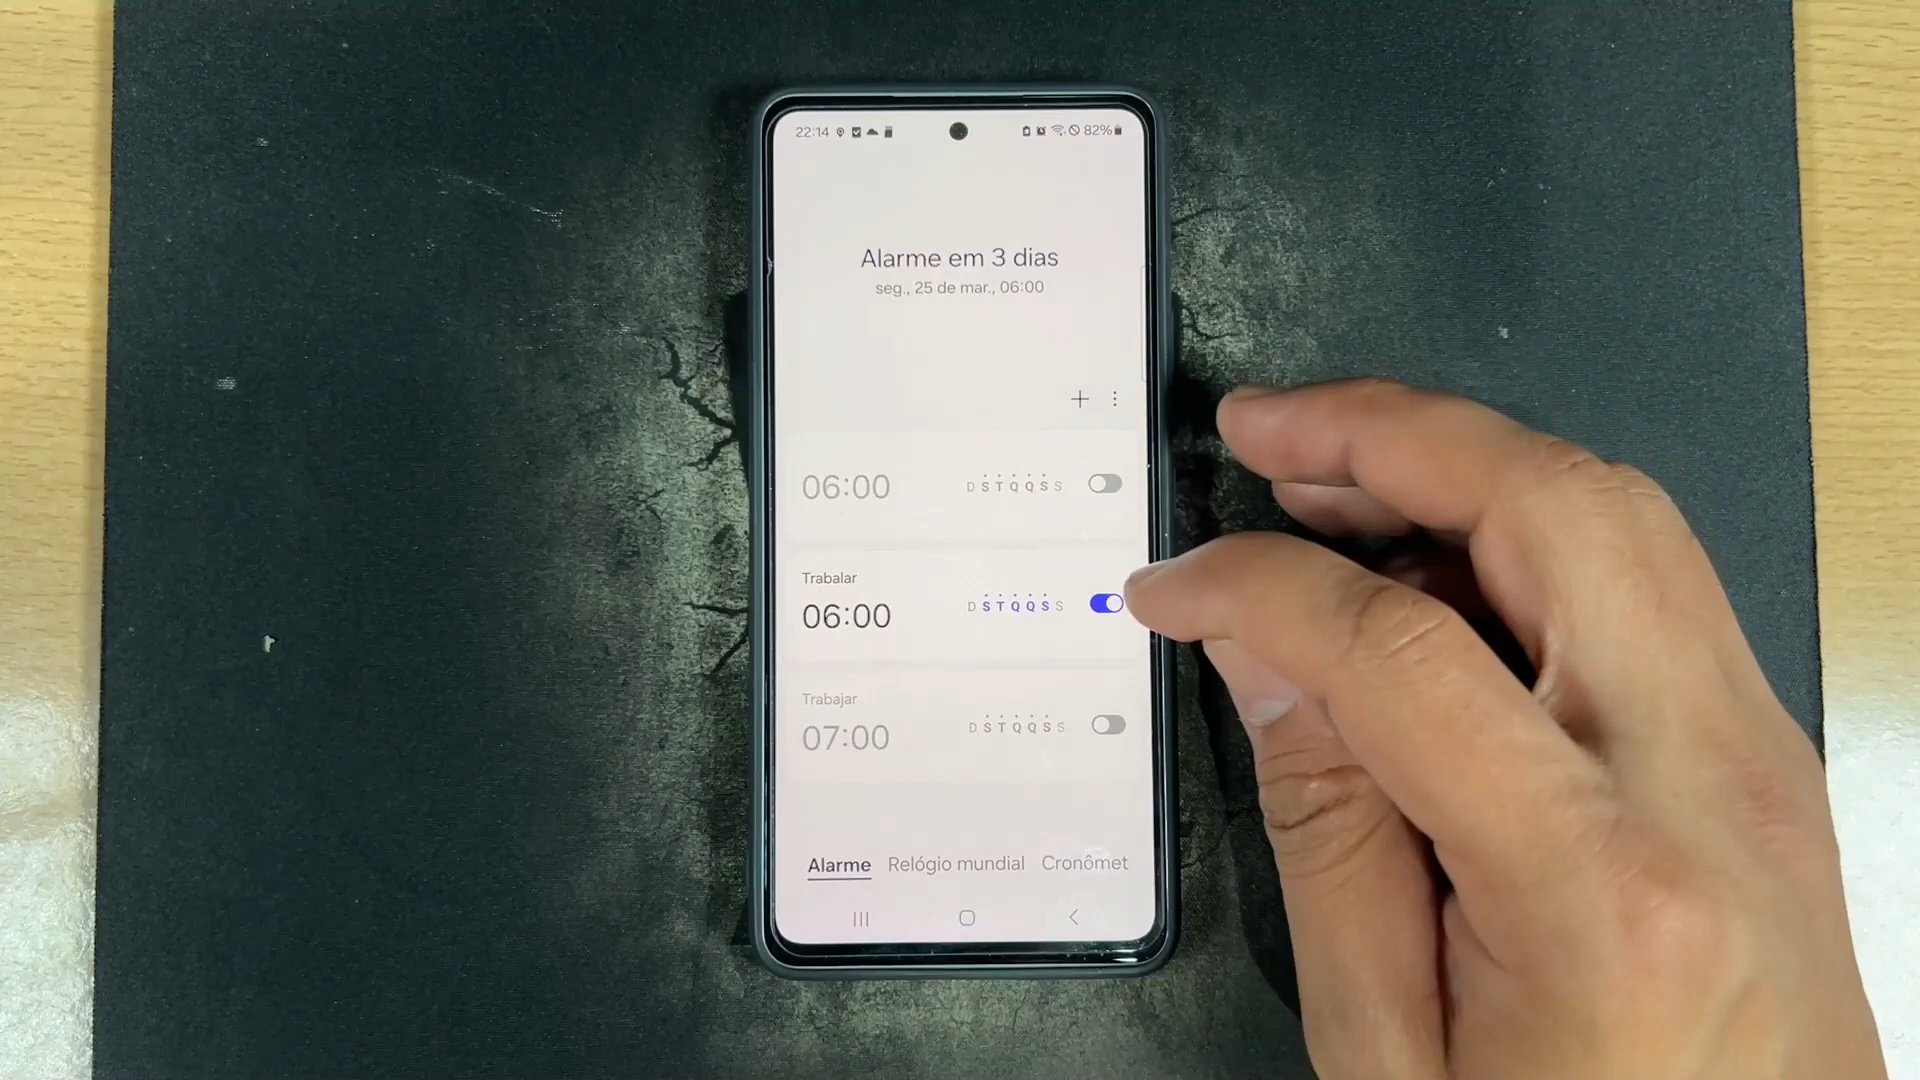 22:14 82%
Alarme em 3 dias
seg., 25 de mar., 06:00
06:00 D S T Q Q S S
Trabalar
06:00 D S T Q Q S S
Trabajar
07:00 D S T Q Q S S
Alarme Relógio mundial Cronômet